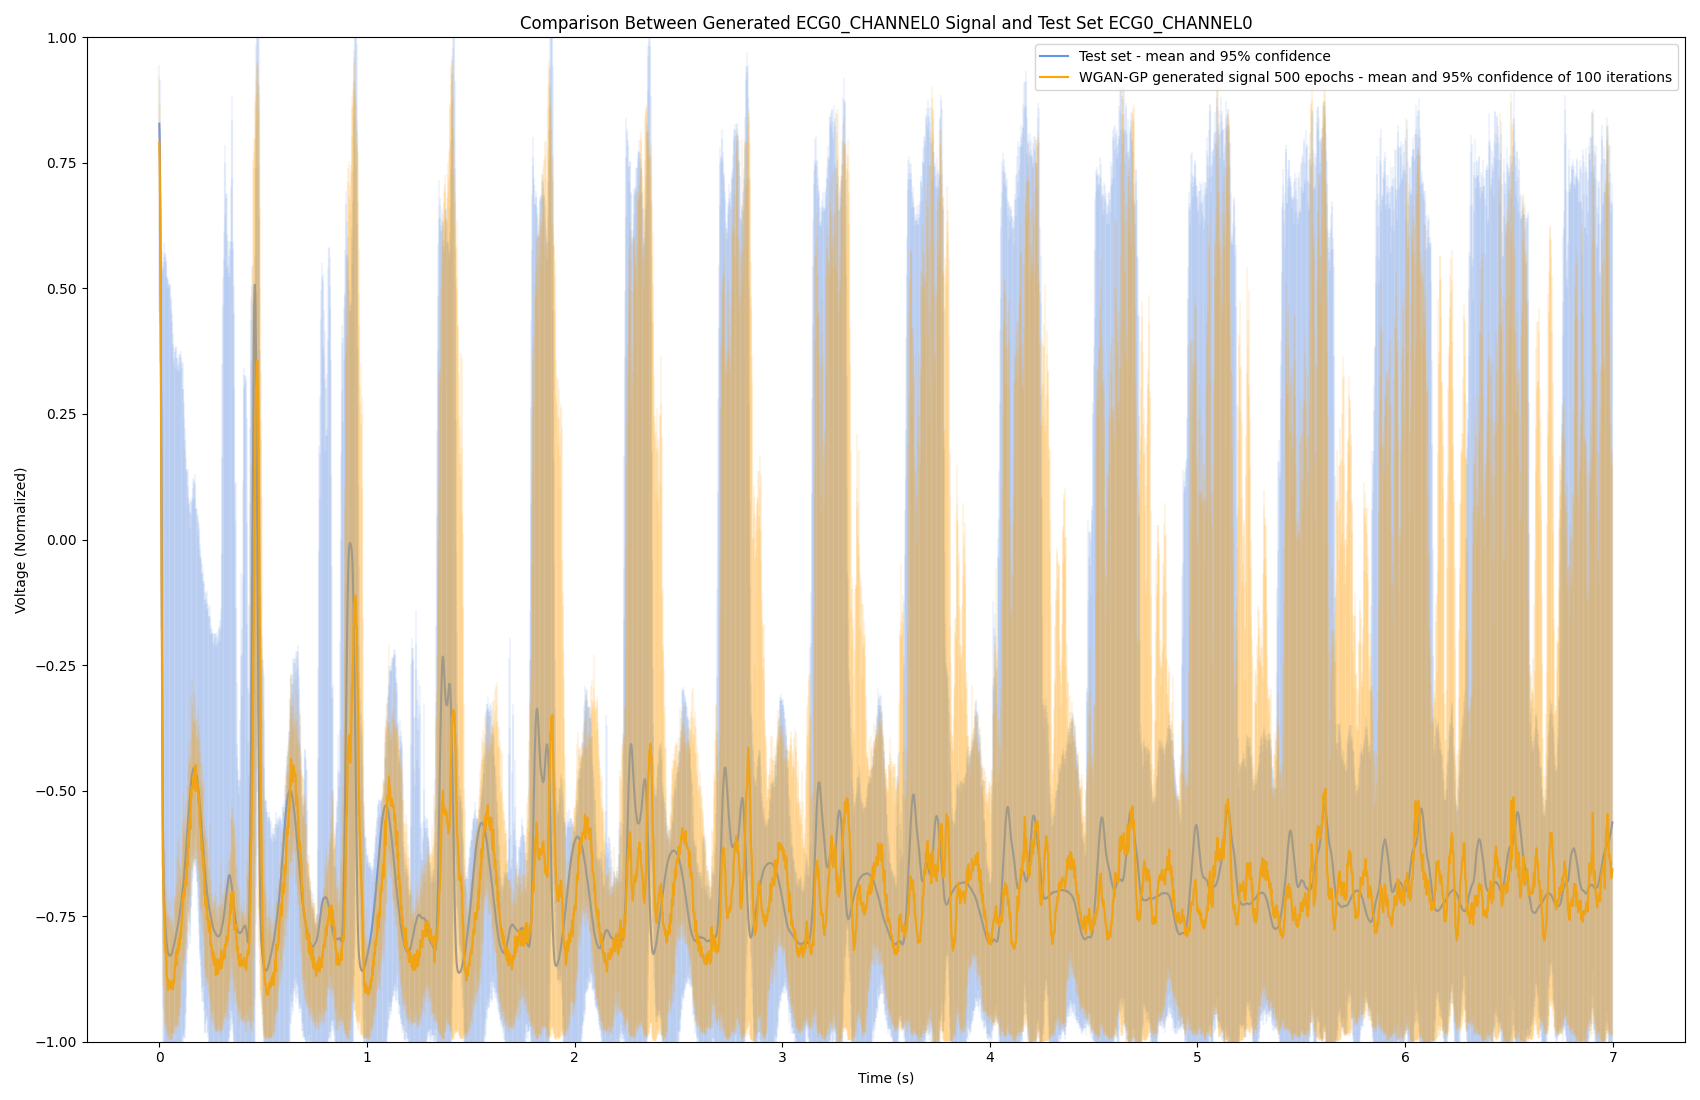 Comparison Between Generated ECG0_CHANNEL0 Signal and Test Set ECG0_CHANNEL0
Test set - mean and 95% confidence
WGAN-GP generated signal 500 epochs - mean and 95% confidence of 100 iterations
Voltage (Normalized)
1.00
0.75
0.50
0.25
0.00
−0.25
−0.50
−0.75
−1.00
0 1 2 3 4 5 6 7
Time (s)